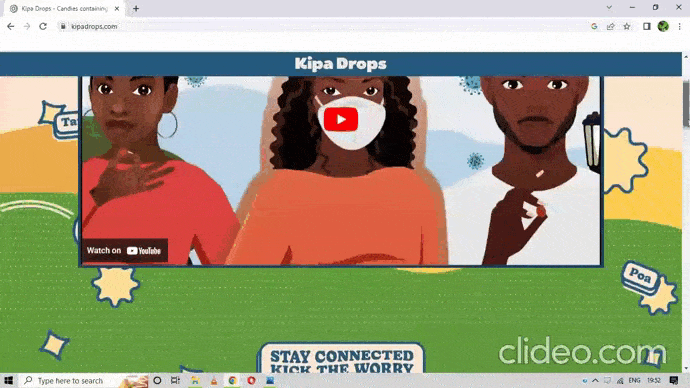 Kipa Drops - Candies containing
kipadrops.com
Kipa Drops
Ta
Watch on YouTube
Poa
STAY CONNECTED
KICK THE WORRY
clideo.com
Type here to search
ENG
19:52